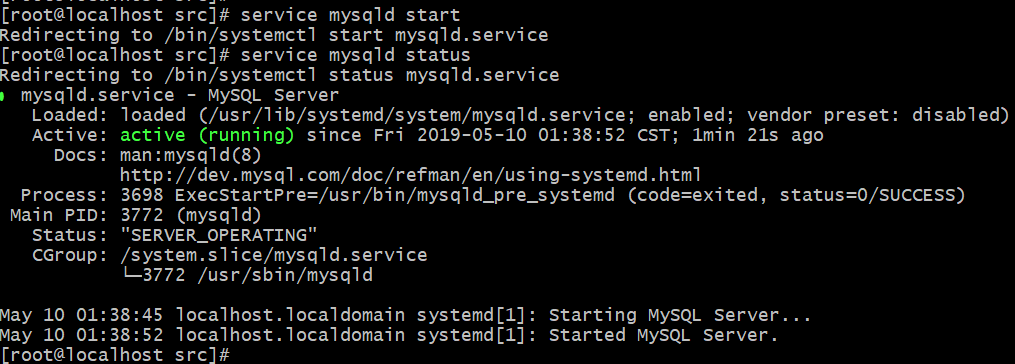 [root@localhost src]# service mysqld start
Redirecting to /bin/systemctl start mysqld.service
[root@localhost src]# service mysqld status
Redirecting to /bin/systemctl status mysqld.service
● mysqld.service - MySQL Server
   Loaded: loaded (/usr/lib/systemd/system/mysqld.service; enabled; vendor preset: disabled)
   Active: active (running) since Fri 2019-05-10 01:38:52 CST; 1min 21s ago
     Docs: man:mysqld(8)
           http://dev.mysql.com/doc/refman/en/using-systemd.html
  Process: 3698 ExecStartPre=/usr/bin/mysqld_pre_systemd (code=exited, status=0/SUCCESS)
 Main PID: 3772 (mysqld)
   Status: "SERVER_OPERATING"
   CGroup: /system.slice/mysqld.service
           └─3772 /usr/sbin/mysqld
May 10 01:38:45 localhost.localdomain systemd[1]: Starting MySQL Server...
May 10 01:38:52 localhost.localdomain systemd[1]: Started MySQL Server.
[root@localhost src]#